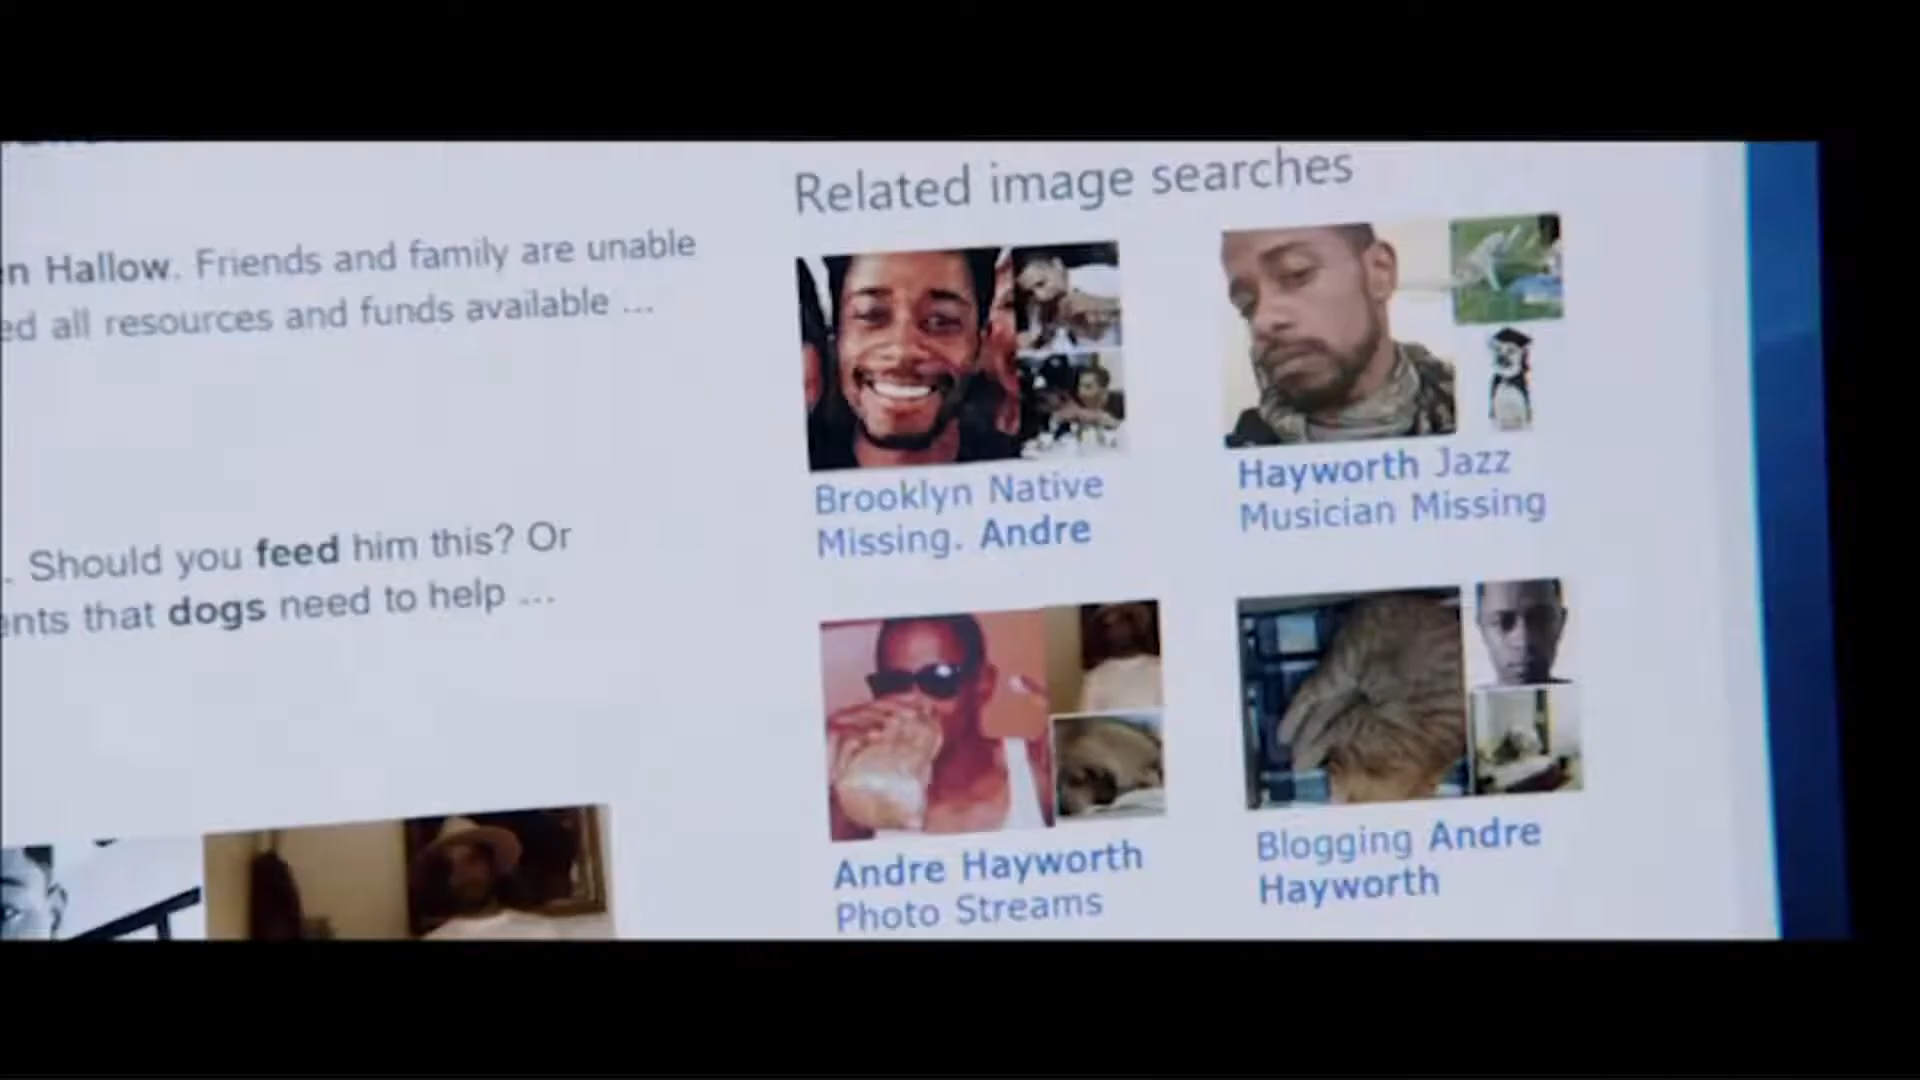 Related image searches
n Hallow. Friends and family are unable
ed all resources and funds available ...
Brooklyn Native
Missing. Andre
Hayworth Jazz
Musician Missing
. Should you feed him this? Or
ents that dogs need to help ...
Andre Hayworth
Photo Streams
Blogging Andre
Hayworth